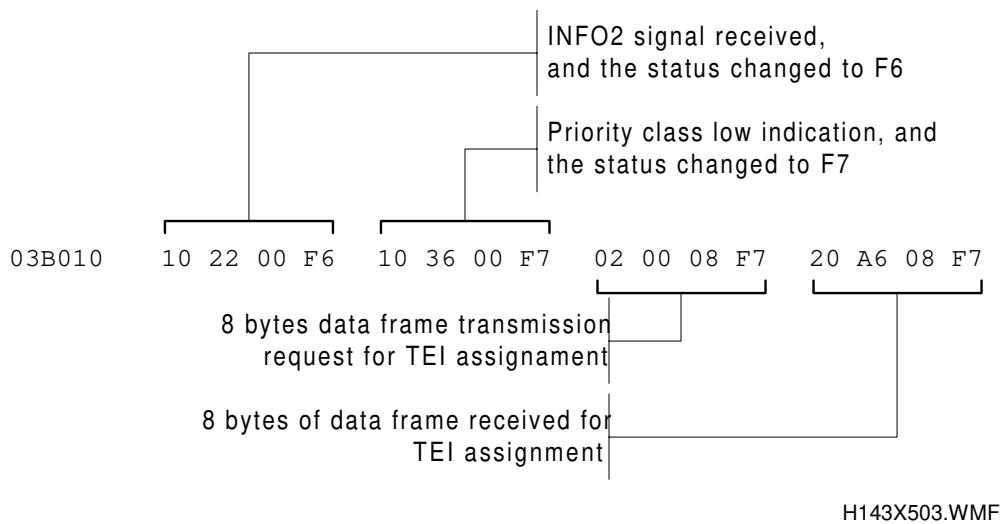 INFO2 signal received,
and the status changed to F6
Priority class low indication, and
the status changed to F7
03B010 10 22 00 F6 10 36 00 F7 02 00 08 F7 20 A6 08 F7
8 bytes data frame transmission
request for TEI assignament
8 bytes of data frame received for
TEI assignment
H143X503.WMF